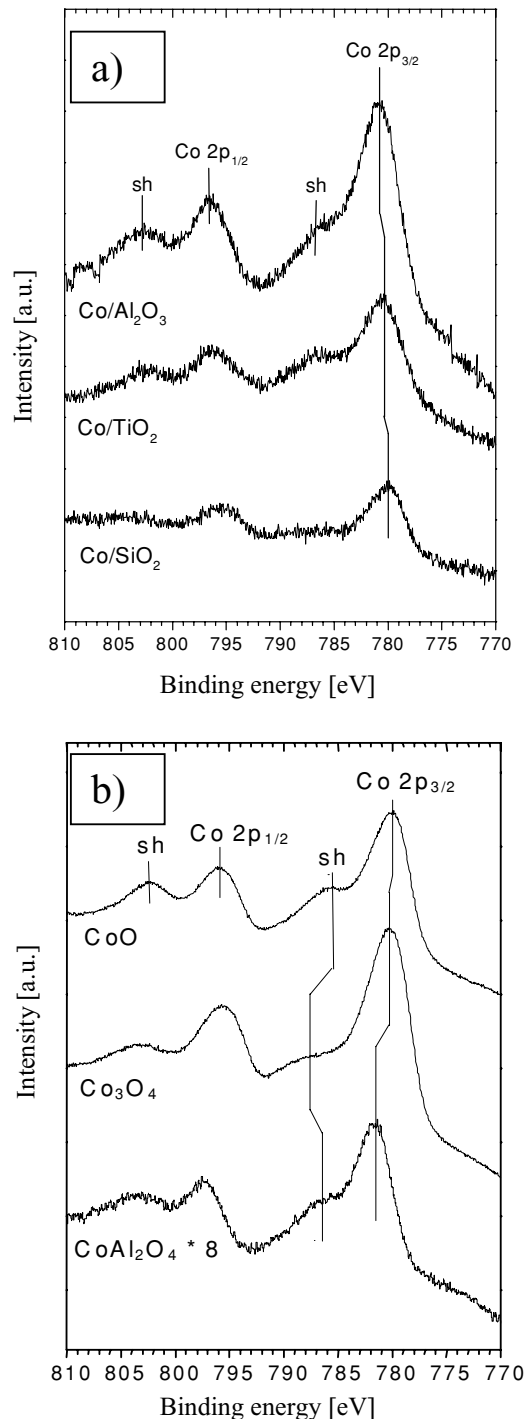 a)
Co 2p3/2
Co 2p1/2
sh
sh
Co/Al2O3
Co/TiO2
Co/SiO2
Intensity [a.u.]
810 805 800 795 790 785 780 775 770
Binding energy [eV]
b)
Co 2p3/2
Co 2p1/2
sh
sh
CoO
Co3O4
CoAl2O4 * 8
Intensity [a.u.]
810 805 800 795 790 785 780 775 770
Binding energy [eV]